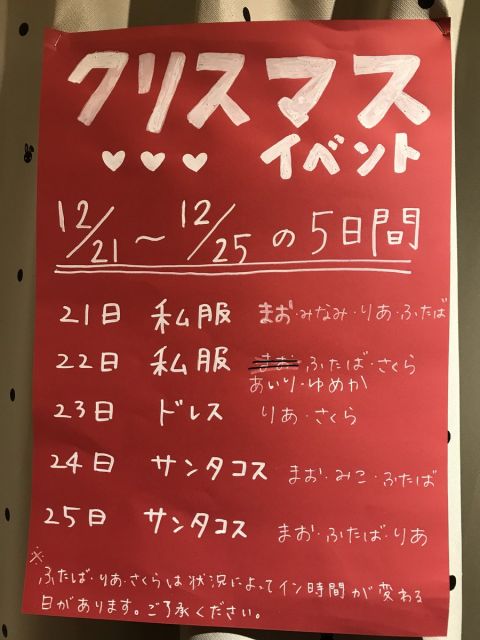 クリスマス
♡♡♡ イベント
12/21～12/25の5日間
21日 私服 まお・みなみ・りあ・ふたば
22日 私服 まお・ふたば・さくら
あいり・ゆめか
23日 ドレス りあ・さくら
24日 サンタコス まお・みこ・ふたば
25日 サンタコス まお・ふたば・りあ
※ふたば・りあ・さくらは状況によってイン時間が変わる
日があります。ご了承ください。